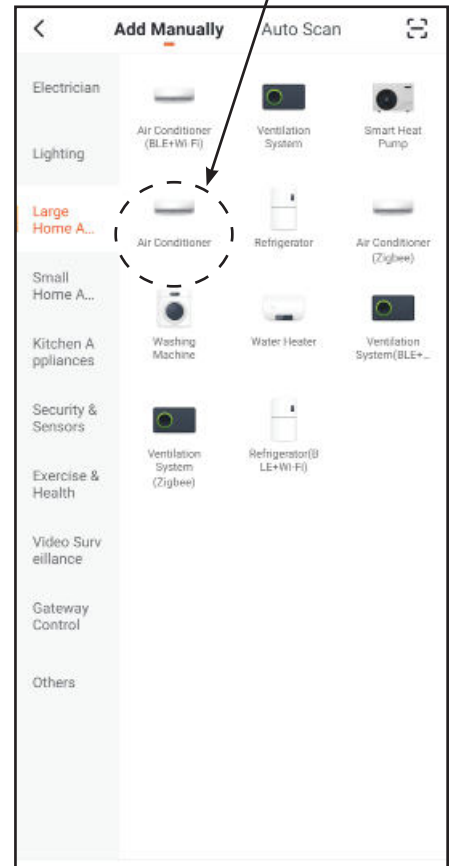 Add Manually
Auto Scan
Electrician
Lighting
Large
Home A...
Small
Home A...
Kitchen A
ppliances
Security &
Sensors
Exercise &
Health
Video Surv
eillance
Gateway
Control
Others
Air Conditioner
(BLE+Wi Fi)
Ventilation
System
Smart Heat
Pump
Air Conditioner
Refrigerator
Air Conditioner
(Zigbee)
Washing
Machine
Water Heater
Ventilation
System(BLE+...
Ventilation
System
(Zigbee)
Refrigerator(B
LE+WI-FI)